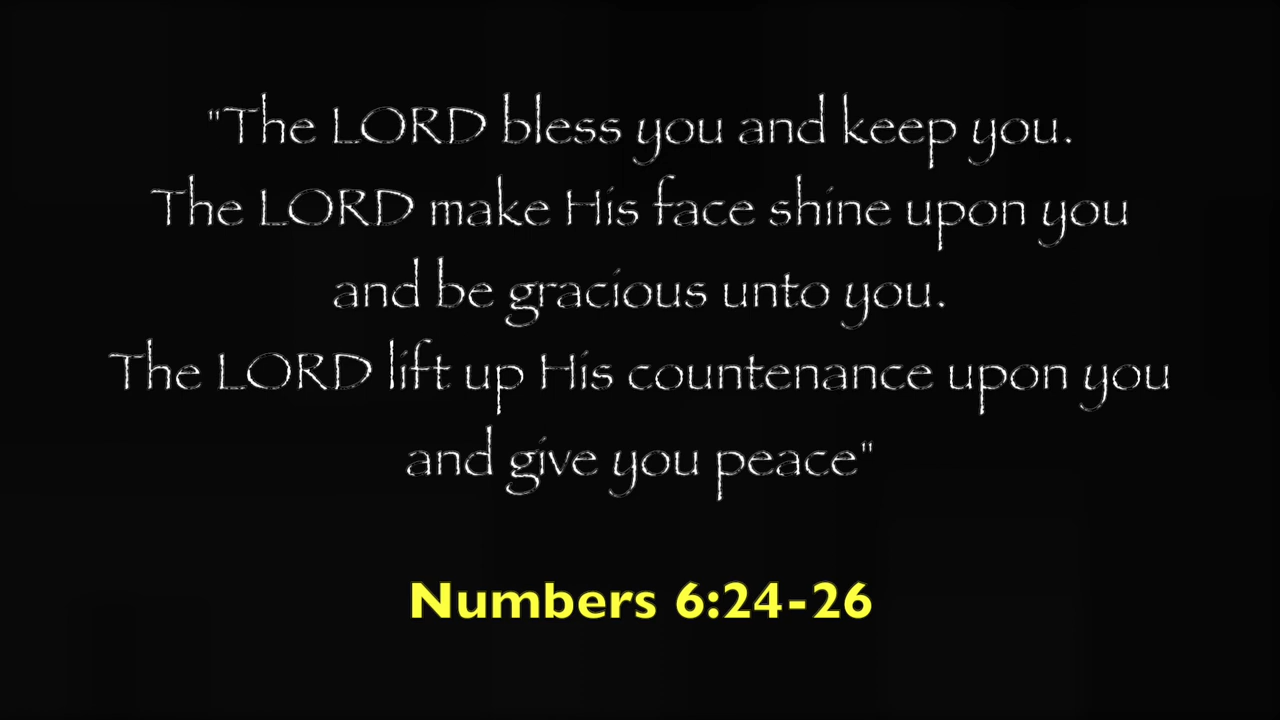 "The LORD bless you and keep you.
The LORD make His face shine upon you
and be gracious unto you.
The LORD lift up His countenance upon you
and give you peace"
Numbers 6:24-26